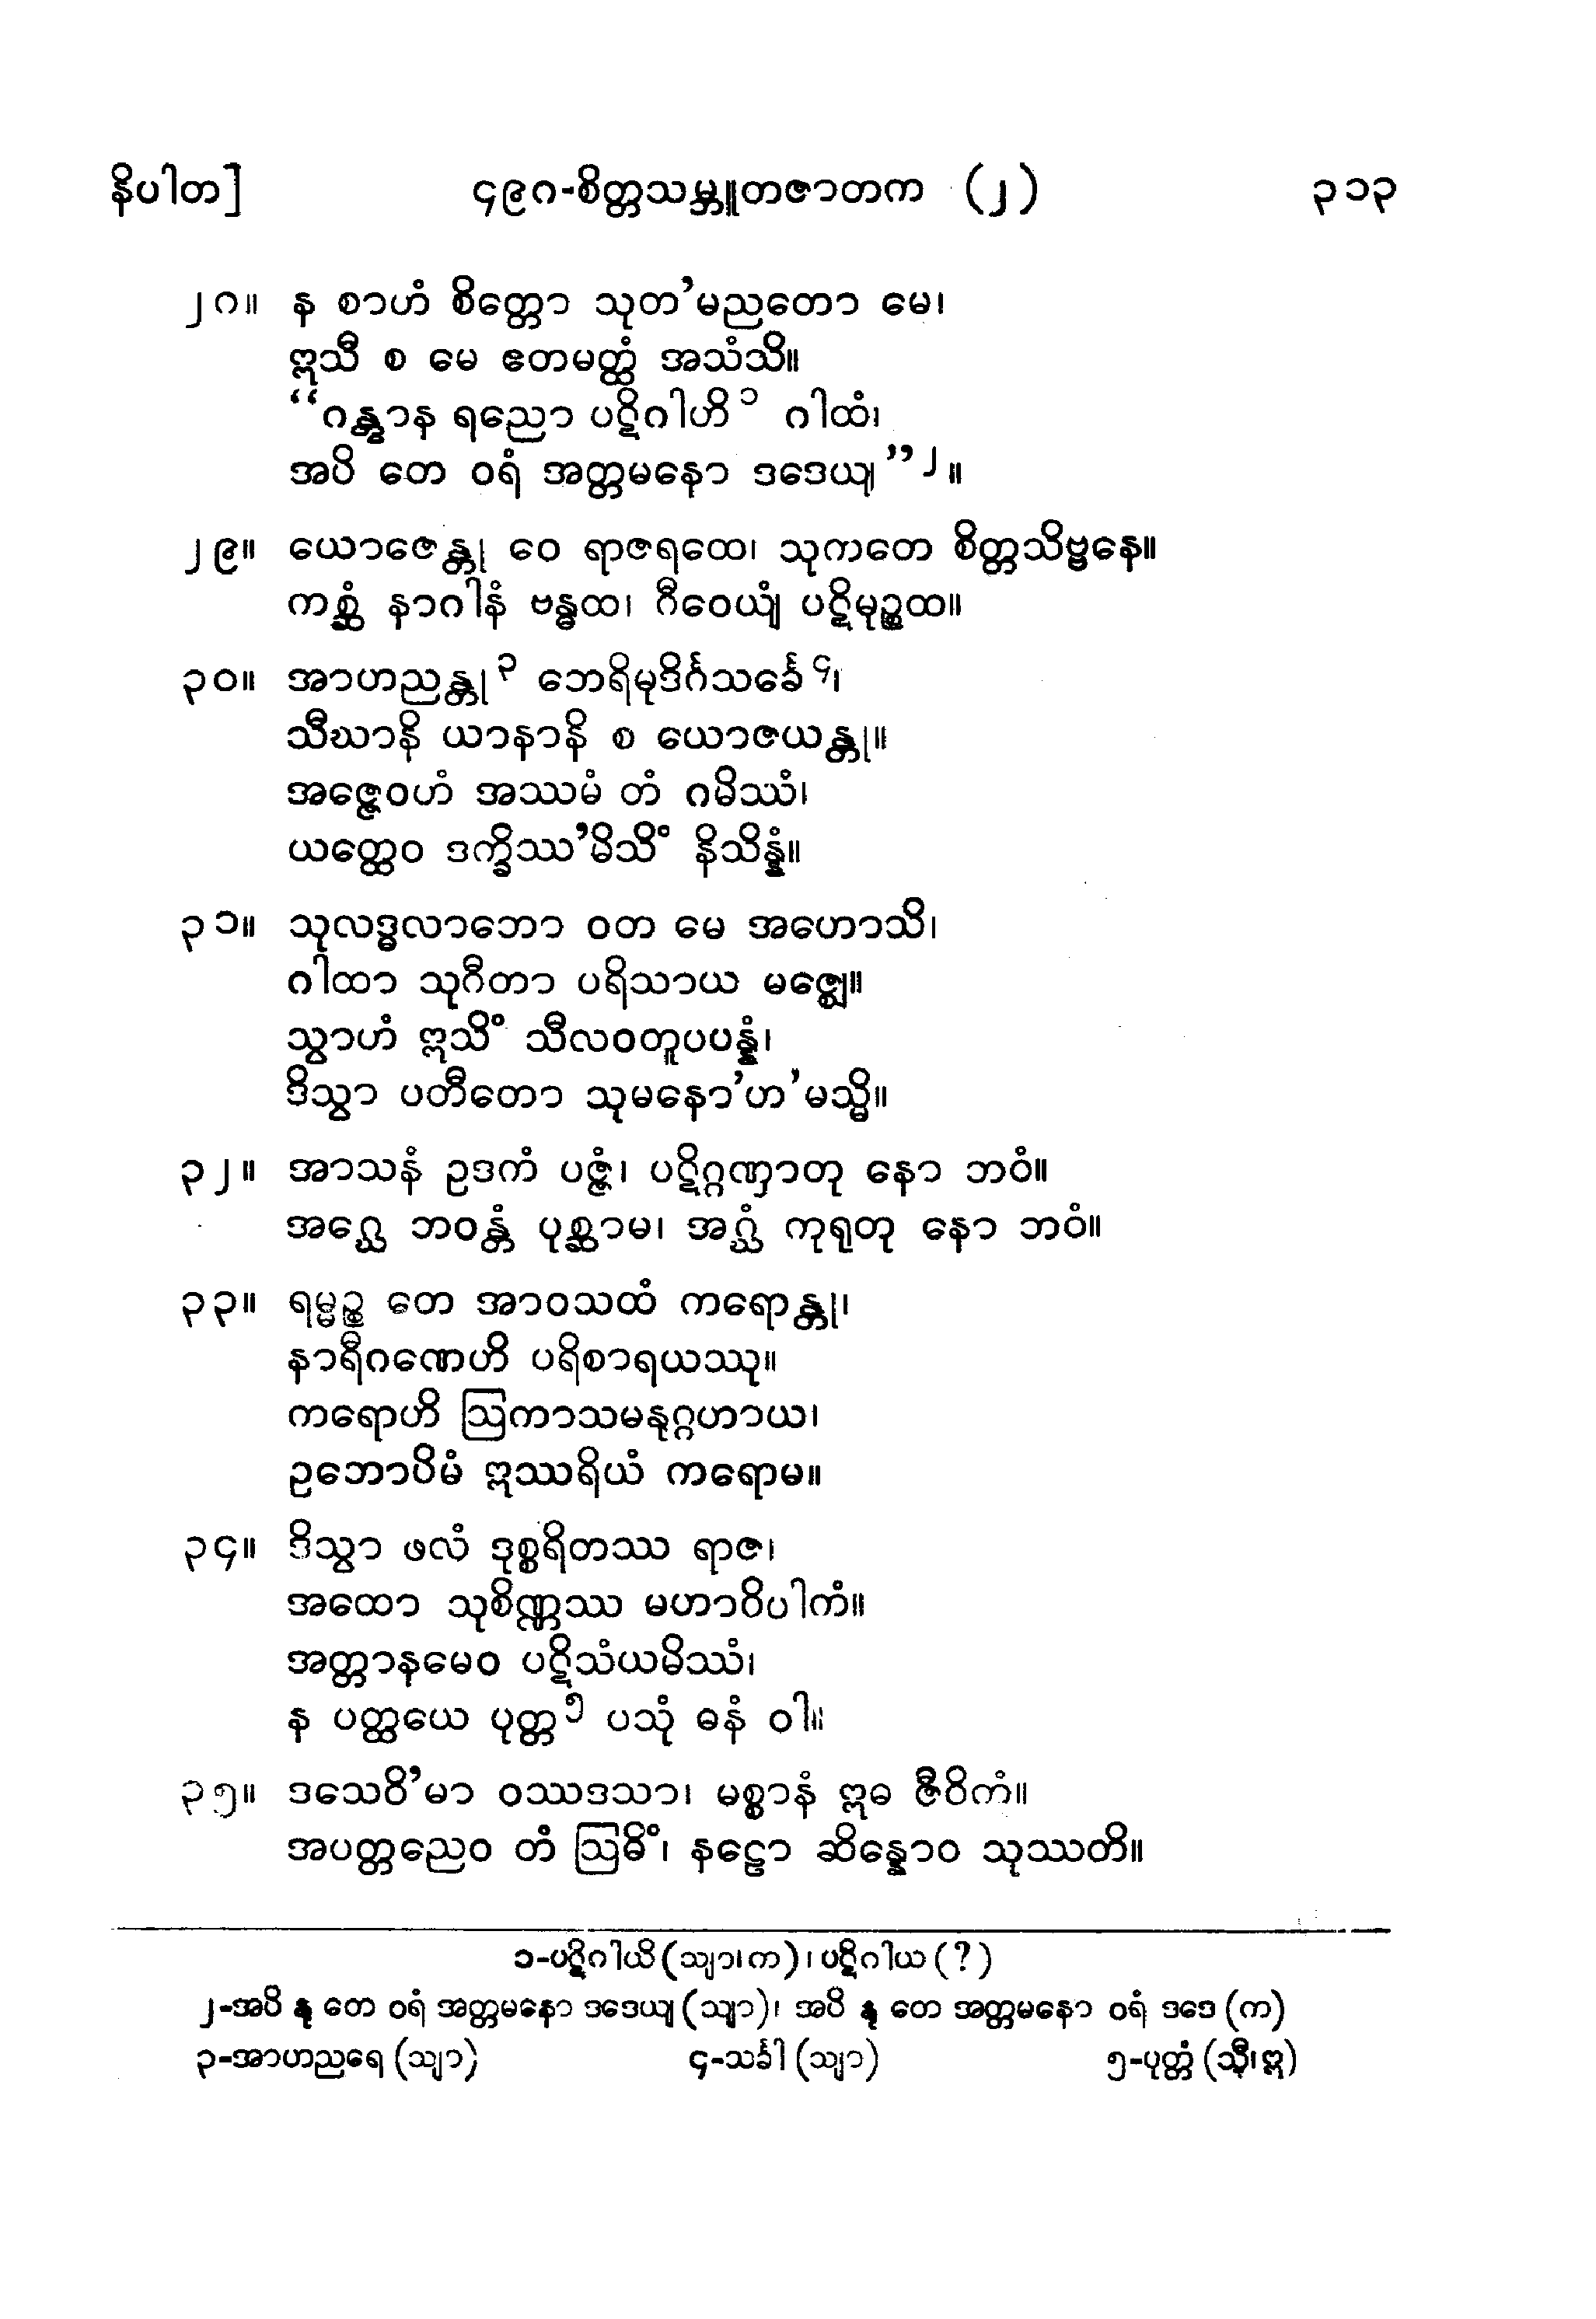 နိပါတ] ၄၉၈-စိတ္တသမ္ဘူတဇာတက (၂) ၃၁၃
၂၈။ န စာဟံ စိတ္တော သုတ’မညတော မေ၊
ဣသီ စ မေ ဧတမတ္ထံ အသံသိ။
“ဂန္တွာန ရညော ပဋိဂါဟိ ၁ ဂါထံ၊
အပိ တေ ဝရံ အတ္တမနော ဒဒေယျ” ၂ ။
၂၉။ ယောဇေန္တု ဝေ ရာဇရထေ၊ သုကတေ စိတ္တသိဗ္ဗနေ။
ကစ္ဆံ နာဂါနံ ဗန္ဓထ၊ ဂီဝေယျံ ပဋိမုဉ္စထ။
၃၀။ အာဟညန္တု ၃ ဘေရိမုဒိင်္ဂသင်္ခေ ၄၊
သီဃာနိ ယာနာနိ စ ယောဇယန္တု။
အဇ္ဇေဝဟံ အဿမံ တံ ဂမိဿံ၊
ယတ္ထေဝ ဒက္ခိဿ’မိသိံ နိသိန္နံ။
၃၁။ သုလဒ္ဓလာဘော ဝတ မေ အဟောသိ၊
ဂါထာ သုဂီတာ ပရိသာယ မဇ္ဈေ။
သွာဟံ ဣသိံ သီလဝတူပပန္နံ၊
ဒိသွာ ပတီတော သုမနော’ဟ’မသ္မိ။
၃၂။ အာသနံ ဥဒကံ ပဇ္ဇံ၊ ပဋိဂ္ဂဏှာတု နော ဘဝံ။
အဂ္ဃေ ဘဝန္တံ ပုစ္ဆာမ၊ အဂ္ဃံ ကုရုတု နော ဘဝံ။
၃၃။ ရမ္မဉ္စ တေ အာဝသထံ ကရောန္တု၊
နာရီဂဏေဟိ ပရိစာရယဿု။
ကရောဟိ ဩကာသမနုဂ္ဂဟာယ၊
ဥဘောပိမံ ဣဿရိယံ ကရောမ။
၃၄။ ဒိသွာ ဖလံ ဒုစ္စရိတဿ ရာဇ၊
အထော သုစိဏ္ဏဿ မဟာဝိပါကံ။
အတ္တာနမေဝ ပဋိသံယမိဿံ၊
န ပတ္ထယေ ပုတ္တ ၅ ပသုံ ဓနံ ဝါ။
၃၅။ ဒသေဝိ’မာ ဝဿဒသာ၊ မစ္စာနံ ဣဓ ဇီဝိကံ။
အပတ္တညေဝ တံ ဩဓိံ၊ နဠော ဆိန္နောဝ သုဿတိ။
၁-ပဋိဂါယိ (သျာ၊က)၊ ပဋိဂါယ (?)
၂-အပိ နု တေ ဝရံ အတ္တမနော ဒဒေယျ (သျာ)၊ အပိ နု တေ အတ္တမနော ဝရံ ဒဒေ (က)
၃-အာဟညရေ (သျာ) ၄-သင်္ခါ (သျာ) ၅-ပုတ္တံ (သီ၊ဣ)